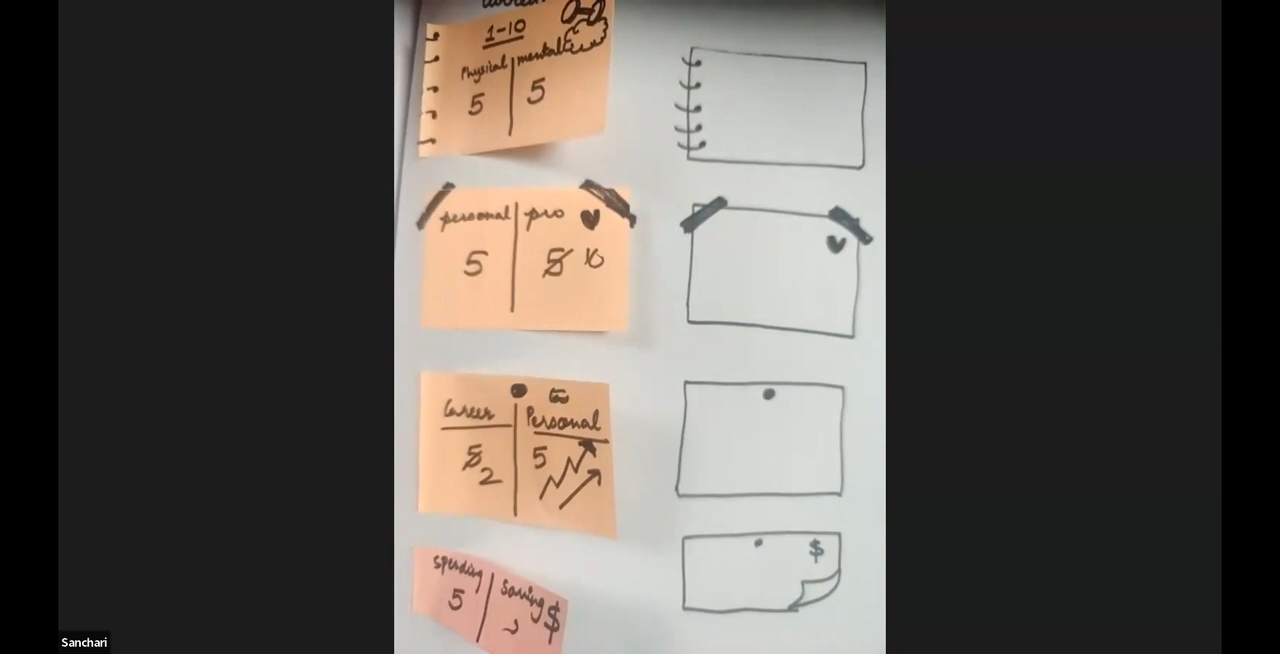 1-10
Physical mental
5 5
personal pro
5 5 10
Career Personal
5 5
2
spending saving
5 $
$
Sanchari